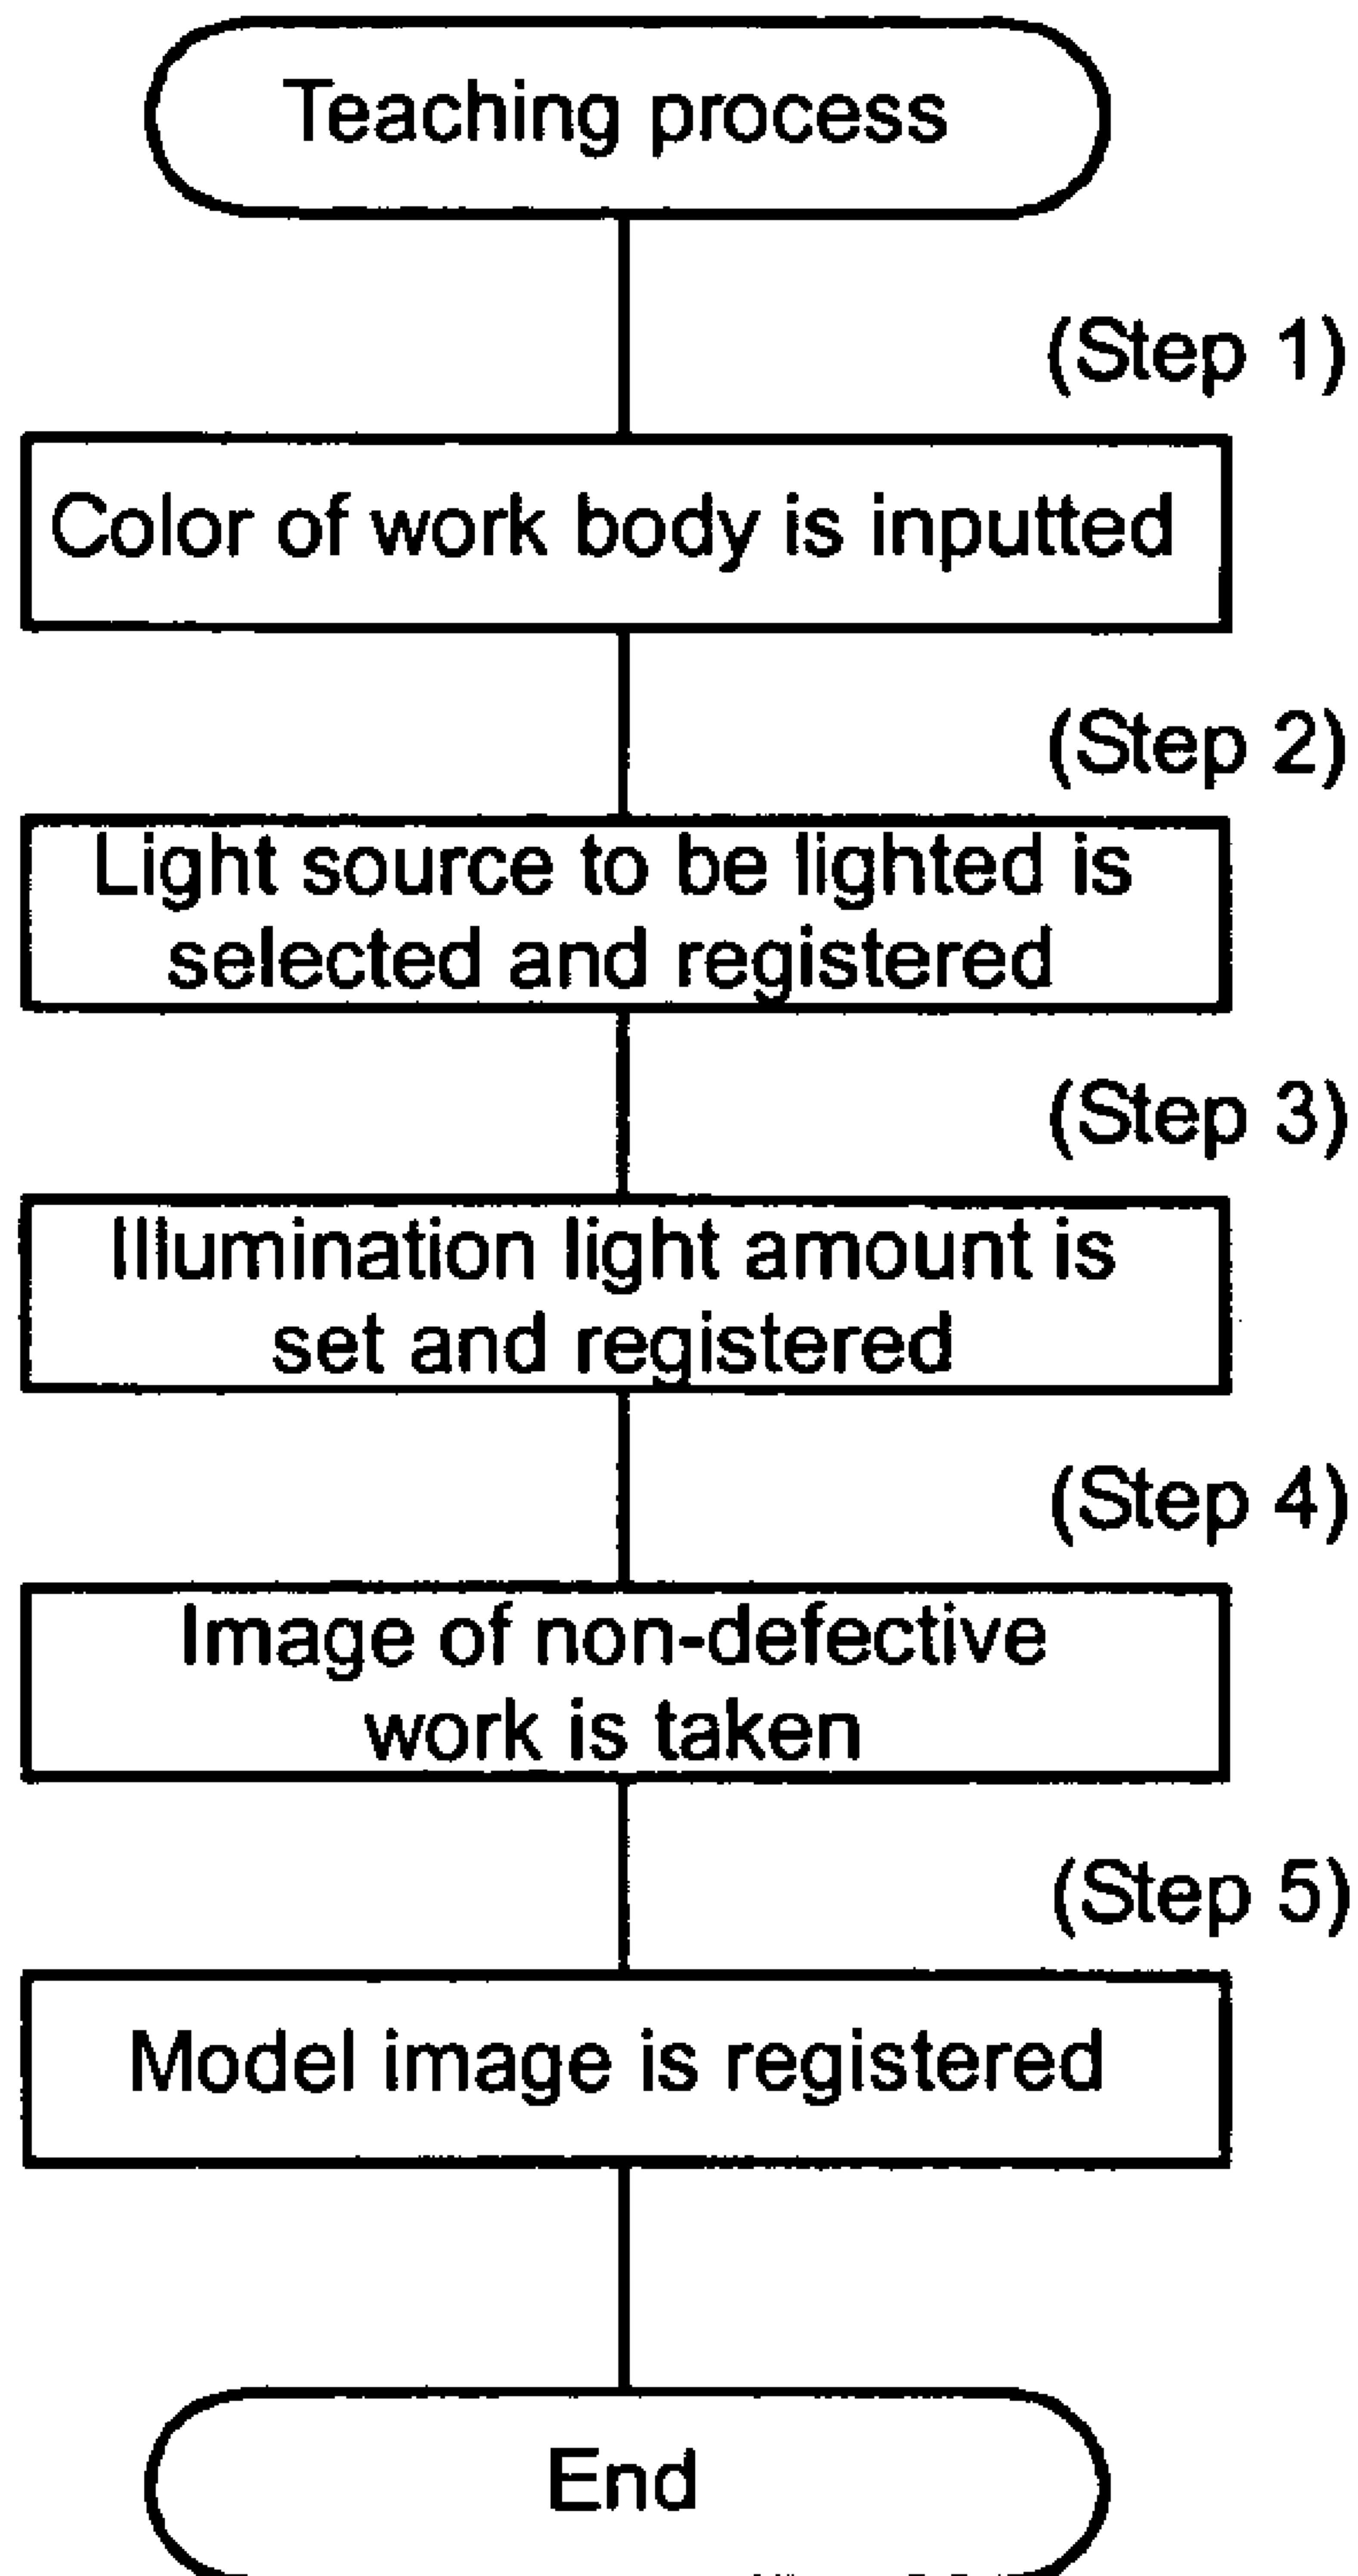 Teaching process
(Step 1)
Color of work body is inputted
(Step 2)
Light source to be lighted is
selected and registered
(Step 3)
Illumination light amount is
set and registered
(Step 4)
Image of non-defective
work is taken
(Step 5)
Model image is registered
End